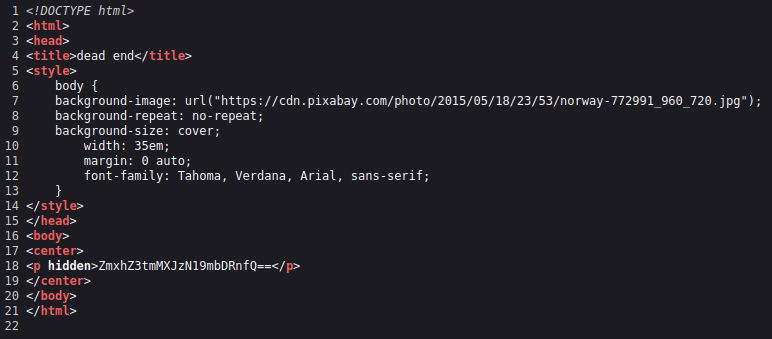 1 <!DOCTYPE html>
2 <html>
3 <head>
4 <title>dead end</title>
5 <style>
6     body {
7     background-image: url("https://cdn.pixabay.com/photo/2015/05/18/23/53/norway-772991_960_720.jpg");
8     background-repeat: no-repeat;
9     background-size: cover;
10         width: 35em;
11         margin: 0 auto;
12         font-family: Tahoma, Verdana, Arial, sans-serif;
13     }
14 </style>
15 </head>
16 <body>
17 <center>
18 <p hidden>ZmxhZ3tmMXJzN19mbDRnfQ==</p>
19 </center>
20 </body>
21 </html>
22